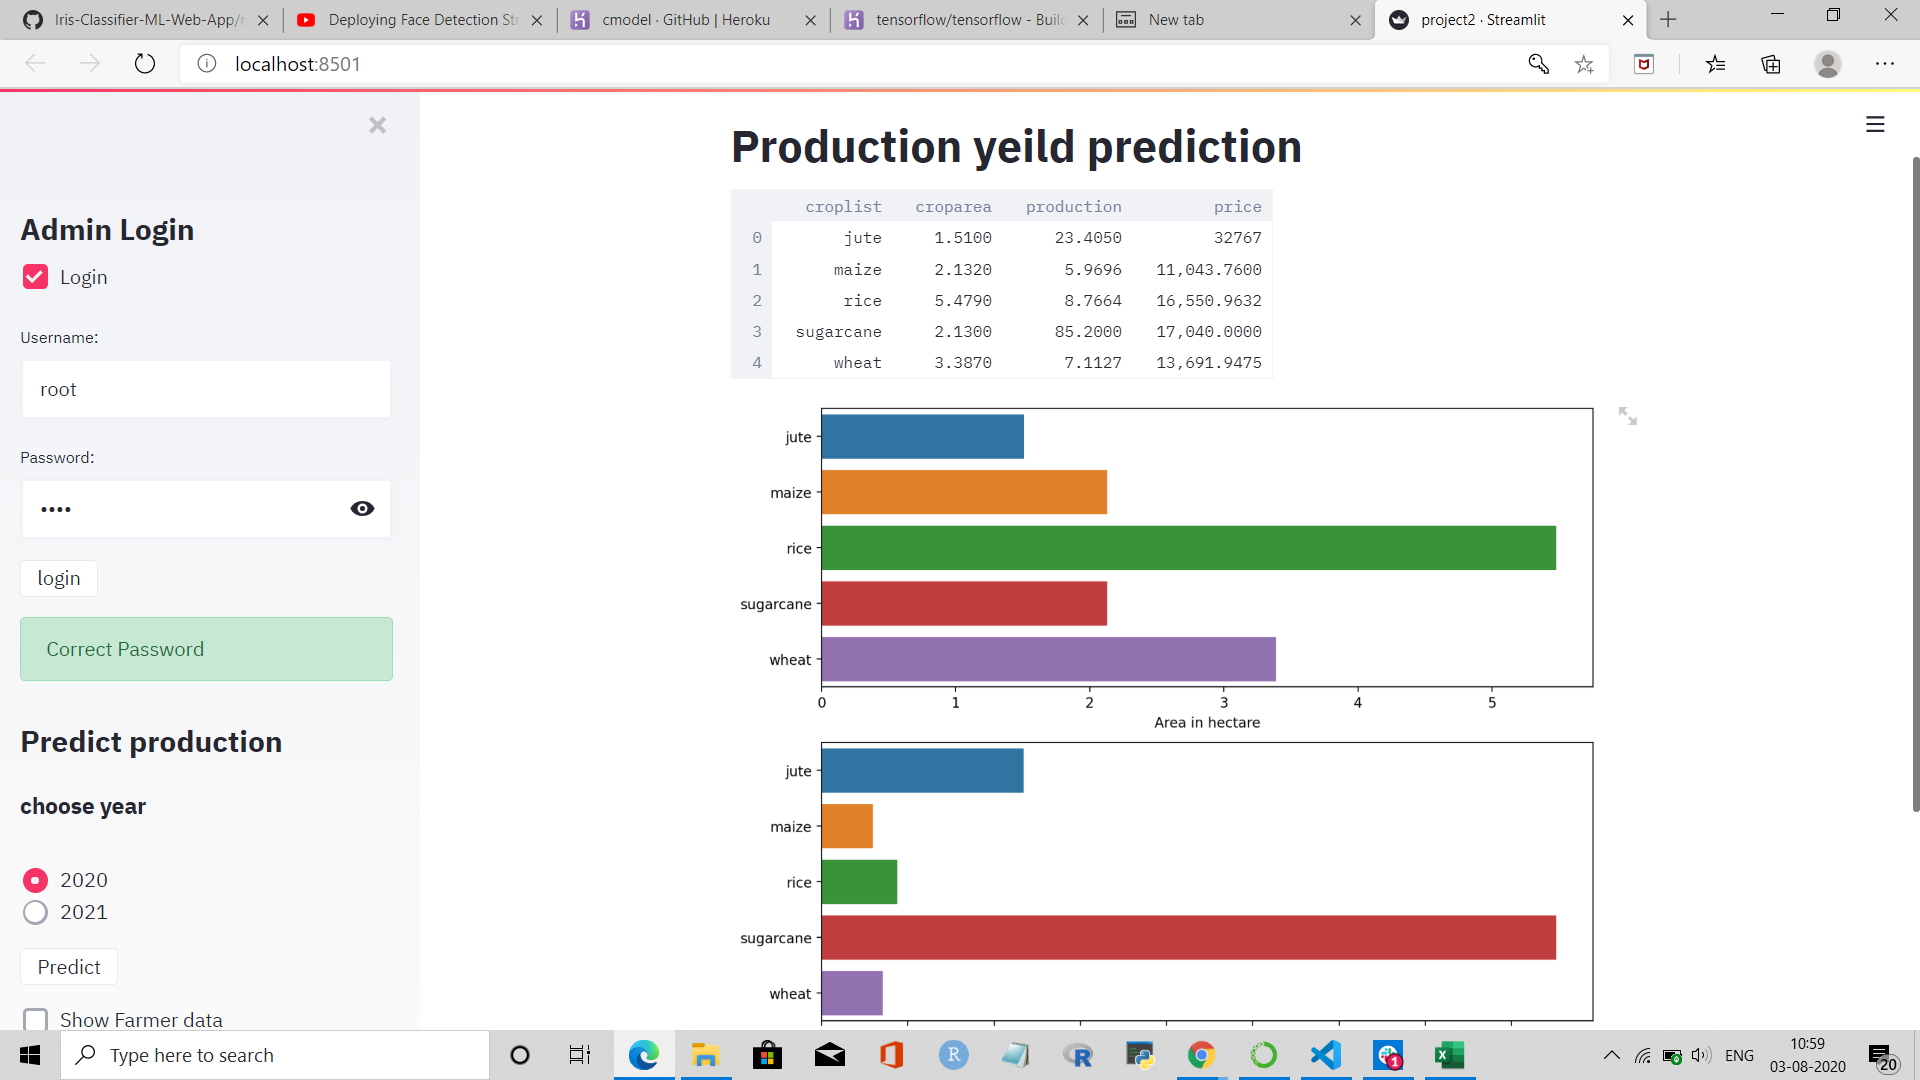 Iris-Classifier-ML-Web-App/r
Deploying Face Detection Str
cmodel · GitHub | Heroku
tensorflow/tensorflow - Build
New tab
project2 · Streamlit
localhost:8501
Admin Login
Login
Username:
root
Password:
••••
login
Correct Password
Predict production
choose year
2020
2021
Predict
Show Farmer data
Production yeild prediction
croplist croparea production price
0 jute 1.5100 23.4050 32767
1 maize 2.1320 5.9696 11,043.7600
2 rice 5.4790 8.7664 16,550.9632
3 sugarcane 2.1300 85.2000 17,040.0000
4 wheat 3.3870 7.1127 13,691.9475
jute
maize
rice
sugarcane
wheat
0 1 2 3 4 5
Area in hectare
jute
maize
rice
sugarcane
wheat
Type here to search
R
R
1
X
ENG
10:59
03-08-2020
20